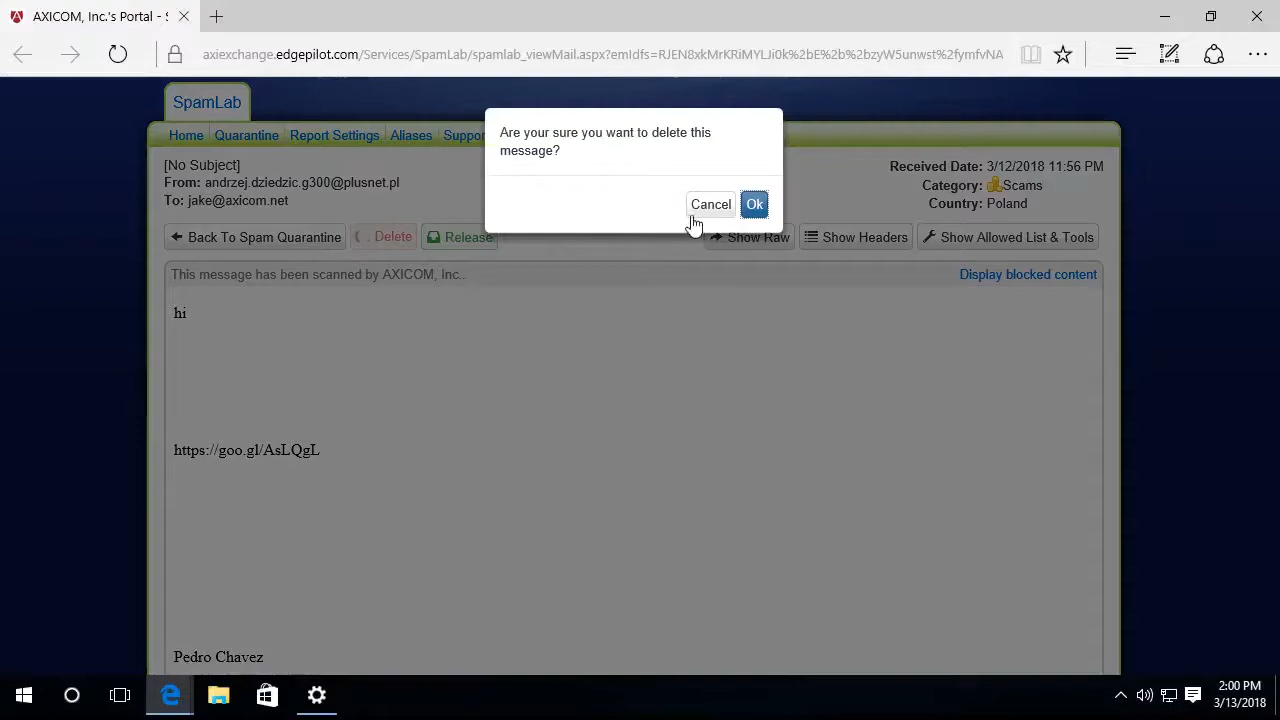 AXICOM, Inc.'s Portal - S
axiexchange.edgepilot.com/Services/SpamLab/spamlab_viewMail.aspx?emIdfs=RJEN8xkMrKRiMYLJi0k%2bE%2b%2bzyW5unwst%2fymfvNA
SpamLab
Home Quarantine Report Settings Aliases Suppor
Are your sure you want to delete this
message?
Cancel Ok
[No Subject]
From: andrzej.dziedzic.g300@plusnet.pl
To: jake@axicom.net
Received Date: 3/12/2018 11:56 PM
Category: Scams
Country: Poland
Back To Spam Quarantine Delete Release Show Raw Show Headers Show Allowed List & Tools
This message has been scanned by AXICOM, Inc..
Display blocked content
hi
https://goo.gl/AsLQgL
Pedro Chavez
2:00 PM
3/13/2018